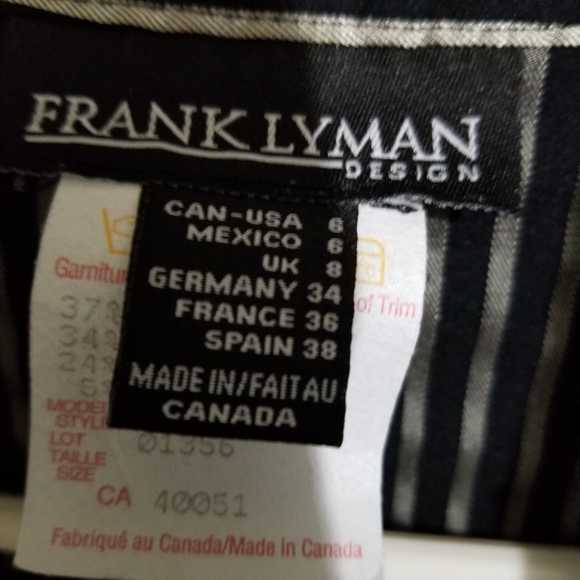 FRANK LYMAN
DESIGN
CAN-USA 6
MEXICO 6
UK 8
GERMANY 34
FRANCE 36
SPAIN 38
MADE IN/FAIT AU
CANADA
of Trim
MODEL
STYLE
LOT 01356
TAILLE
SIZE
CA 40051
Fabriqué au Canada/Made In Canada